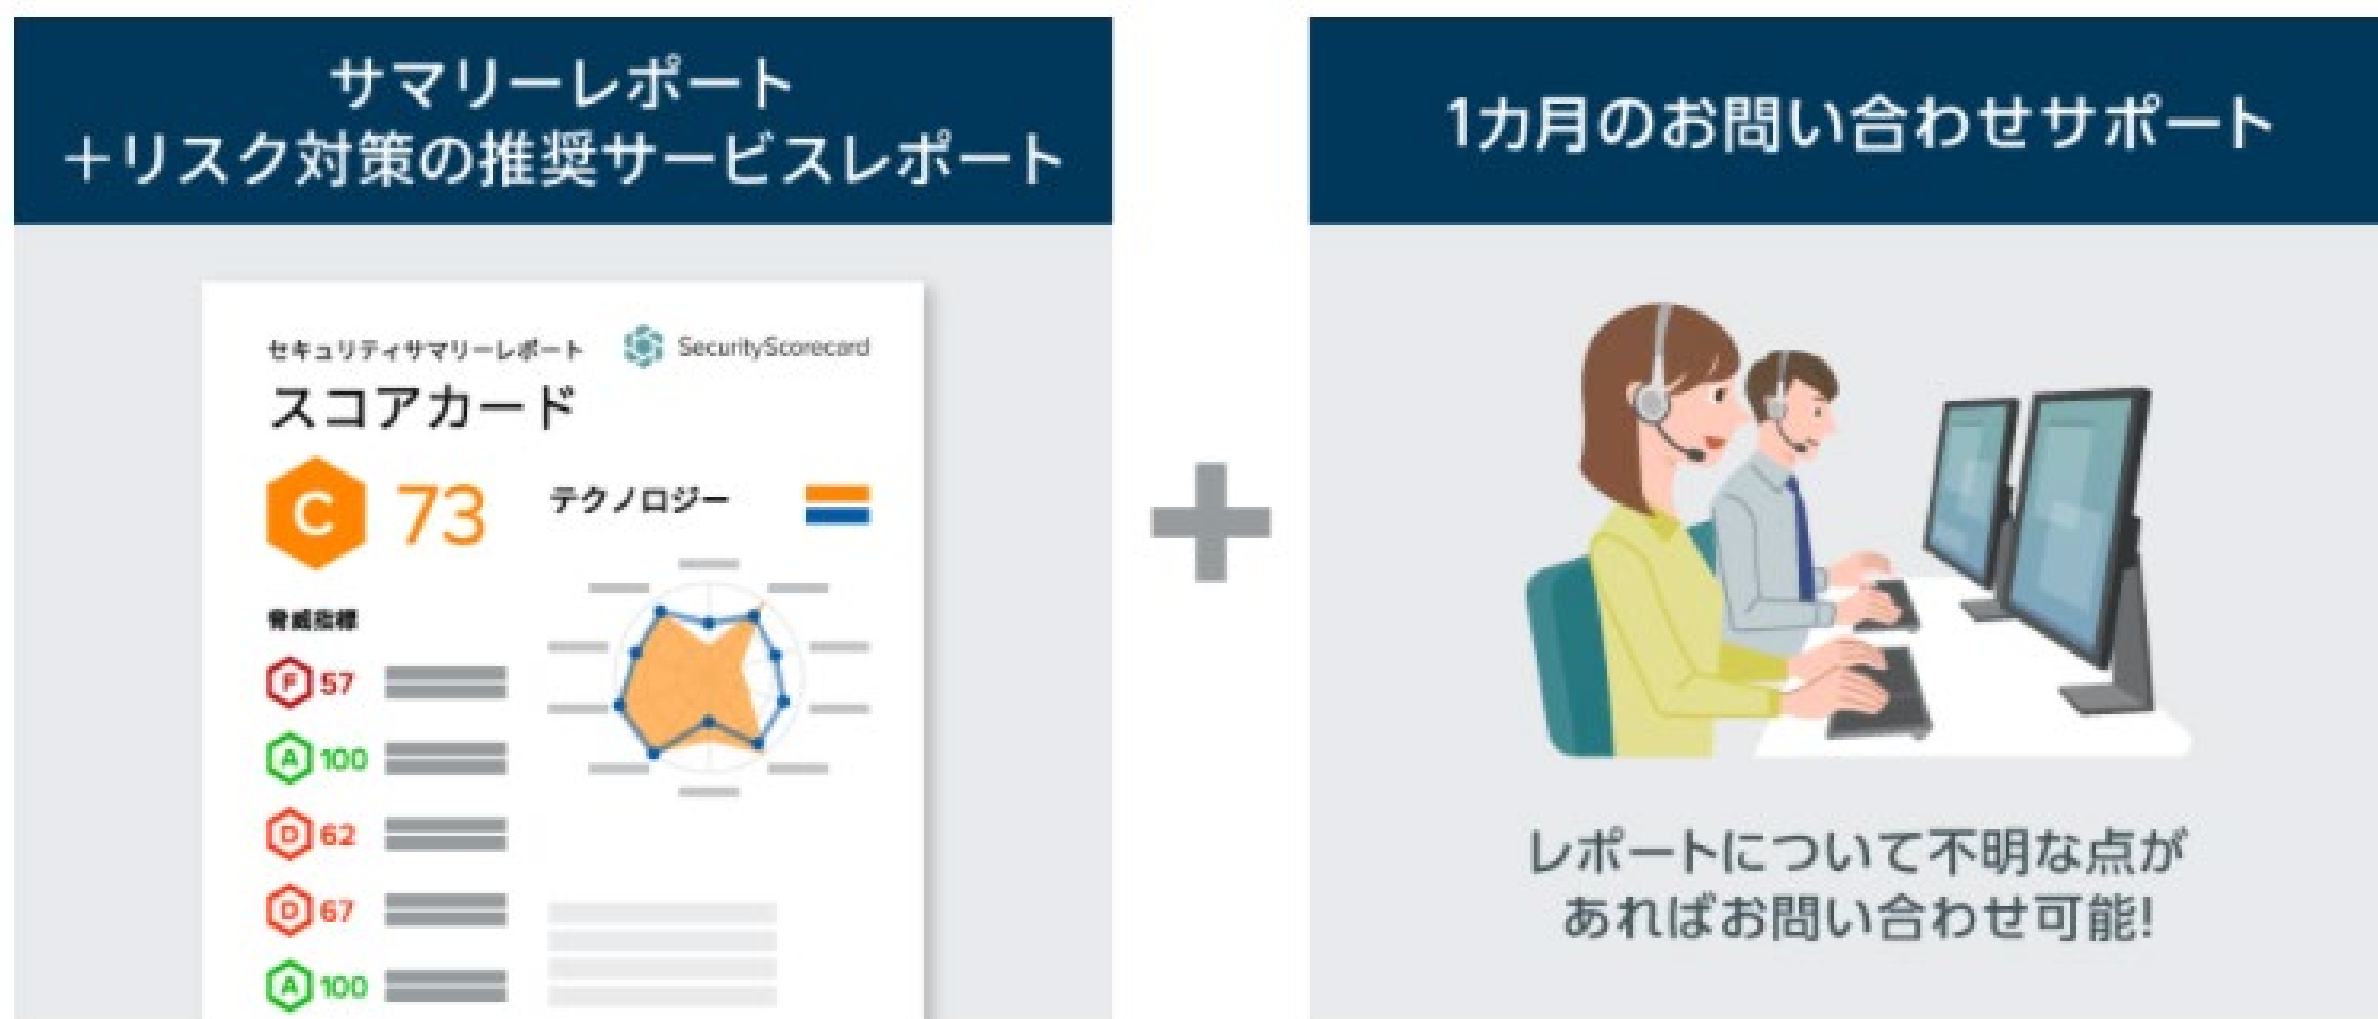 サマリーレポート
+リスク対策の推奨サービスレポート
セキュリティサマリーレポート
SecurityScorecard
スコアカード
C 73
テクノロジー
脅威指標
F 57
A 100
D 62
D 67
A 100
+
1カ月のお問い合わせサポート
レポートについて不明な点が
あればお問い合わせ可能!